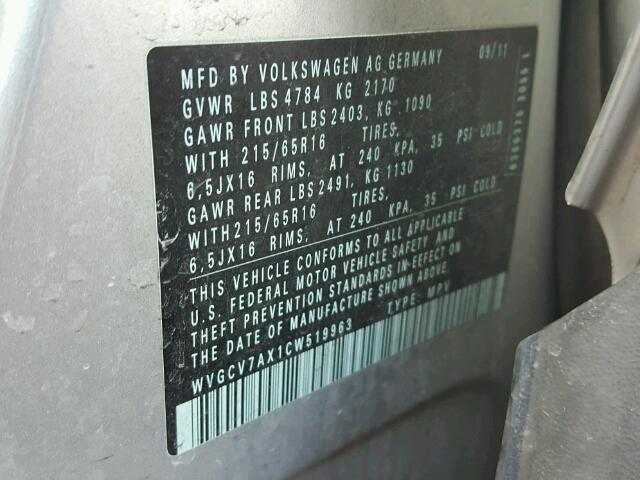 MFD BY VOLKSWAGEN AG GERMANY 09/11
GVWR LBS 4784 KG 2170
GAWR FRONT LBS 2403, KG 1090
WITH 215/65R16 TIRES,
6,5JX16 RIMS, AT 240 KPA, 35 PSI COLD
GAWR REAR LBS 2491, KG 1130
WITH 215/65R16 TIRES,
6,5JX16 RIMS, AT 240 KPA, 35 PSI COLD
THIS VEHICLE CONFORMS TO ALL APPLICABLE
U.S. FEDERAL MOTOR VEHICLE SAFETY AND
THEFT PREVENTION STANDARDS IN EFFECT ON
THE DATE OF MANUFACTURE SHOWN ABOVE.
WVGCV7AX1CW519963 TYPE: MPV